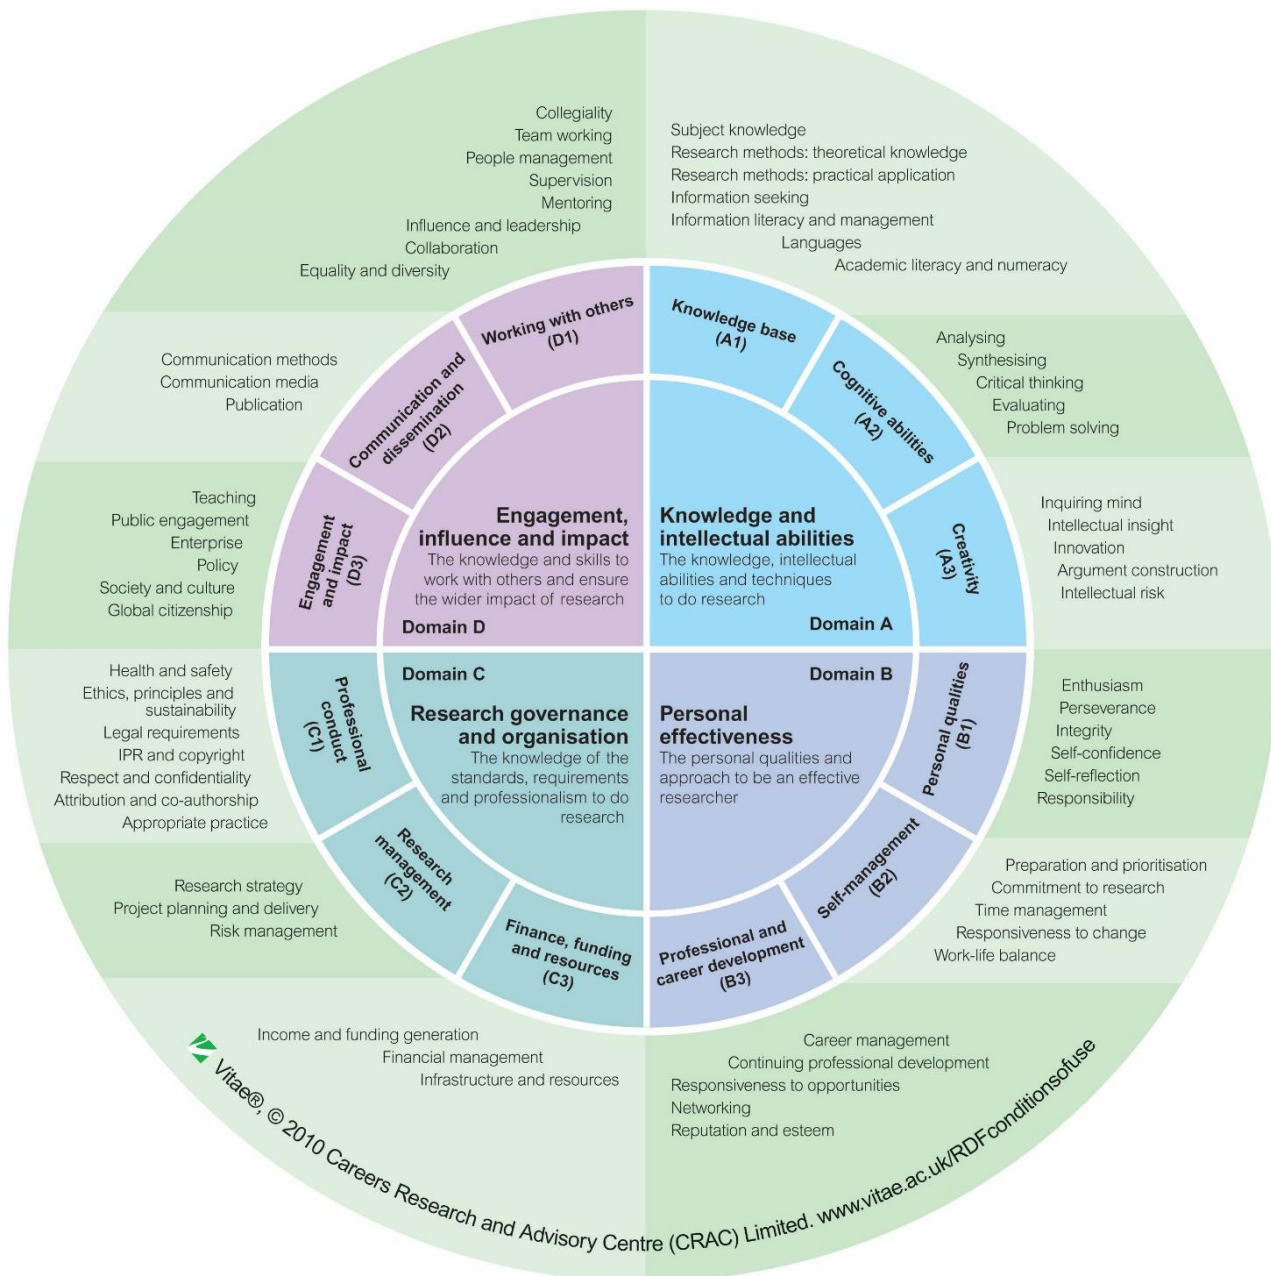 Collegiality
Team working
People management
Supervision
Mentoring
Influence and leadership
Collaboration
Equality and diversity
Subject knowledge
Research methods: theoretical knowledge
Research methods: practical application
Information seeking
Information literacy and management
Languages
Academic literacy and numeracy
Working with others
(D1)
Knowledge base
(A1)
Communication methods
Communication media
Publication
Communication and
dissemination
(D2)
Cognitive abilities
(A2)
Analysing
Synthesising
Critical thinking
Evaluating
Problem solving
Teaching
Public engagement
Enterprise
Policy
Society and culture
Global citizenship
Engagement
and impact
(D3)
Engagement,
influence and impact
The knowledge and skills to
work with others and ensure
the wider impact of research
Domain D
Knowledge and
intellectual abilities
The knowledge, intellectual
abilities and techniques
to do research
Domain A
Creativity
(A3)
Inquiring mind
Intellectual insight
Innovation
Argument construction
Intellectual risk
Health and safety
Ethics, principles and
sustainability
Legal requirements
IPR and copyright
Respect and confidentiality
Attribution and co-authorship
Appropriate practice
Professional
conduct
(C1)
Domain C
Research governance
and organisation
The knowledge of the
standards, requirements
and professionalism to do
research
Domain B
Personal
effectiveness
The personal qualities and
approach to be an effective
researcher
Personal qualities
(B1)
Enthusiasm
Perseverance
Integrity
Self-confidence
Self-reflection
Responsibility
Research strategy
Project planning and delivery
Risk management
Research
management
(C2)
Self-management
(B2)
Preparation and prioritisation
Commitment to research
Time management
Responsiveness to change
Work-life balance
Finance, funding
and resources
(C3)
Professional and
career development
(B3)
Income and funding generation
Financial management
Infrastructure and resources
Career management
Continuing professional development
Responsiveness to opportunities
Networking
Reputation and esteem
Vitae®, © 2010 Careers Research and Advisory Centre (CRAC) Limited. www.vitae.ac.uk/RDFconditionsofuse